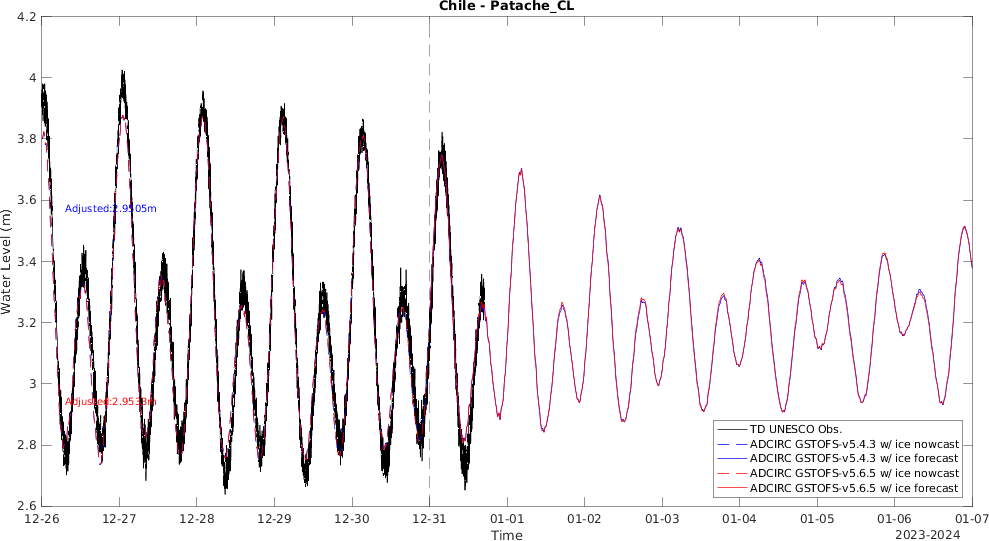 Chile - Patache_CL
4.2
4
3.8
3.6
3.4
3.2
3
2.8
2.6
Water Level (m)
Adjusted:2.9505m
Adjusted:2.9538m
TD UNESCO Obs.
ADCIRC GSTOFS-v5.4.3 w/ ice nowcast
ADCIRC GSTOFS-v5.4.3 w/ ice forecast
ADCIRC GSTOFS-v5.6.5 w/ ice nowcast
ADCIRC GSTOFS-v5.6.5 w/ ice forecast
12-26 12-27 12-28 12-29 12-30 12-31 01-01 01-02 01-03 01-04 01-05 01-06 01-07
Time
2023-2024